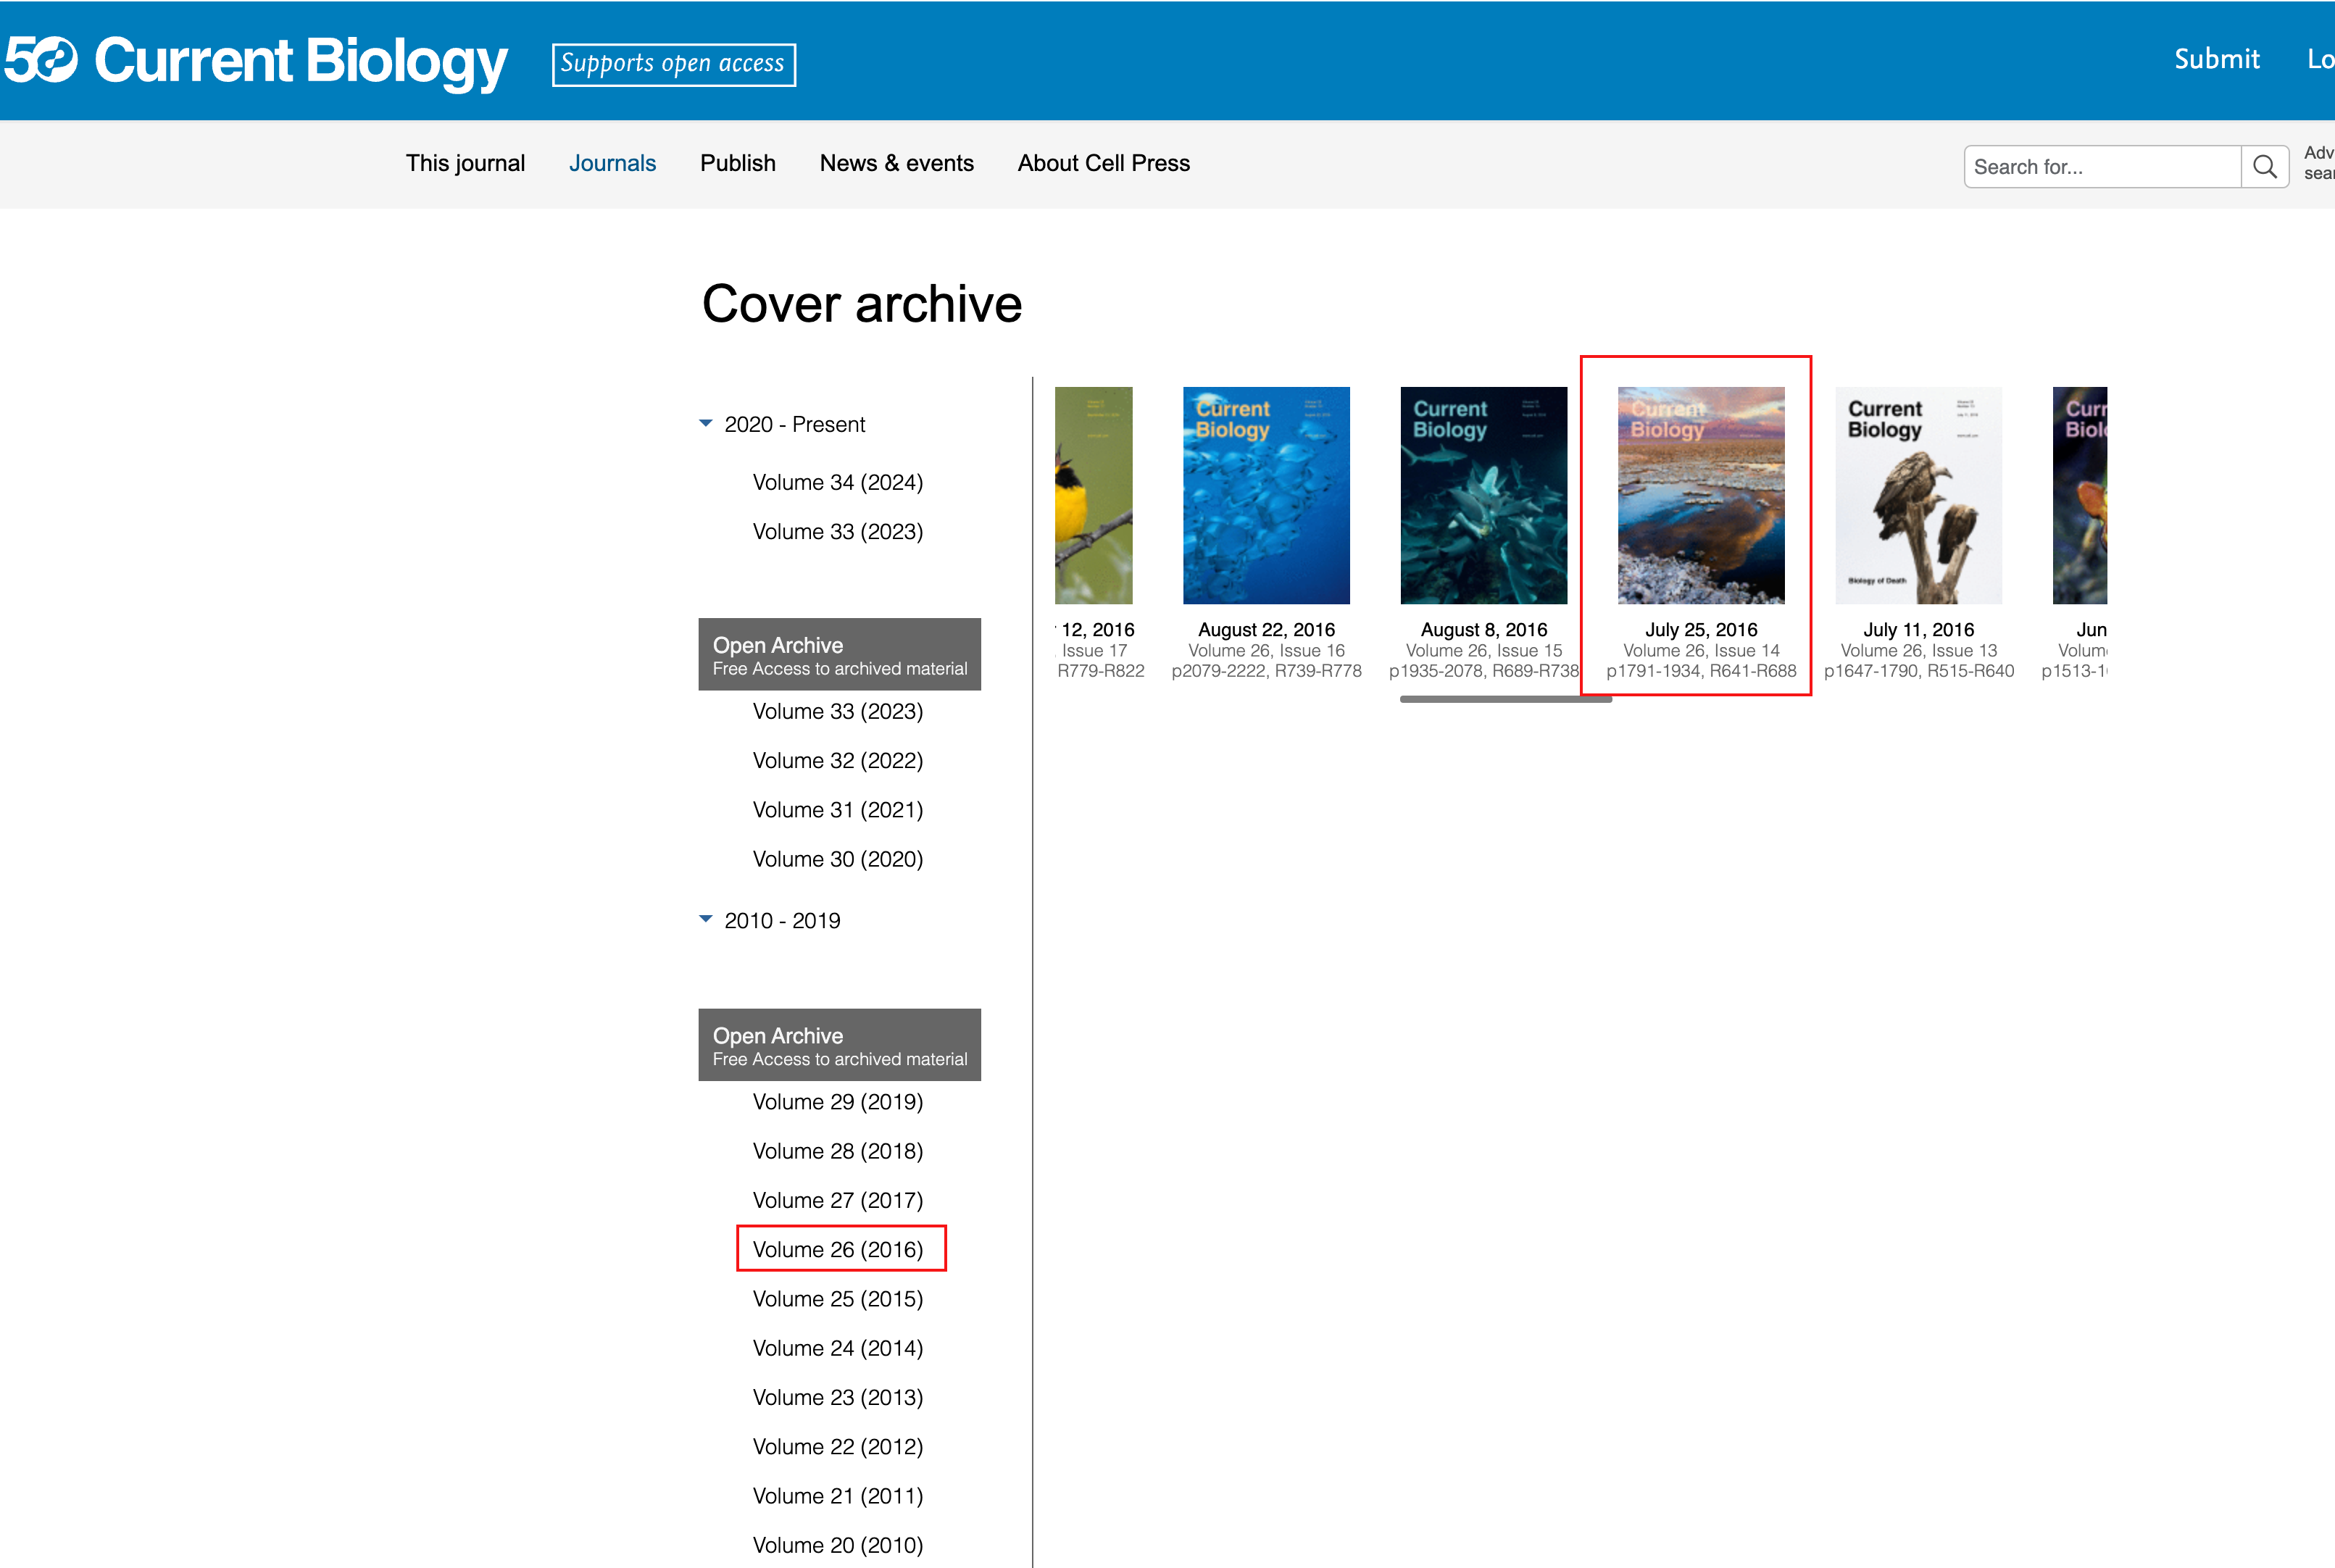 50 Current Biology
Supports open access
Submit
Lo
This journal
Journals
Publish
News & events
About Cell Press
Search for...
Adv
sear
Cover archive
2020 - Present
Volume 34 (2024)
Volume 33 (2023)
Open Archive
Free Access to archived material
Volume 33 (2023)
Volume 32 (2022)
Volume 31 (2021)
Volume 30 (2020)
2010 - 2019
Open Archive
Free Access to archived material
Volume 29 (2019)
Volume 28 (2018)
Volume 27 (2017)
Volume 26 (2016)
Volume 25 (2015)
Volume 24 (2014)
Volume 23 (2013)
Volume 22 (2012)
Volume 21 (2011)
Volume 20 (2010)
12, 2016
, Issue 17
R779-R822
Current
Biology
August 22, 2016
Volume 26, Issue 16
p2079-2222, R739-R778
Current
Biology
August 8, 2016
Volume 26, Issue 15
p1935-2078, R689-R738
Current
Biology
July 25, 2016
Volume 26, Issue 14
p1791-1934, R641-R688
Current
Biology
Biology of Death
July 11, 2016
Volume 26, Issue 13
p1647-1790, R515-R640
Curr
Biol
Jun
Volum
p1513-1